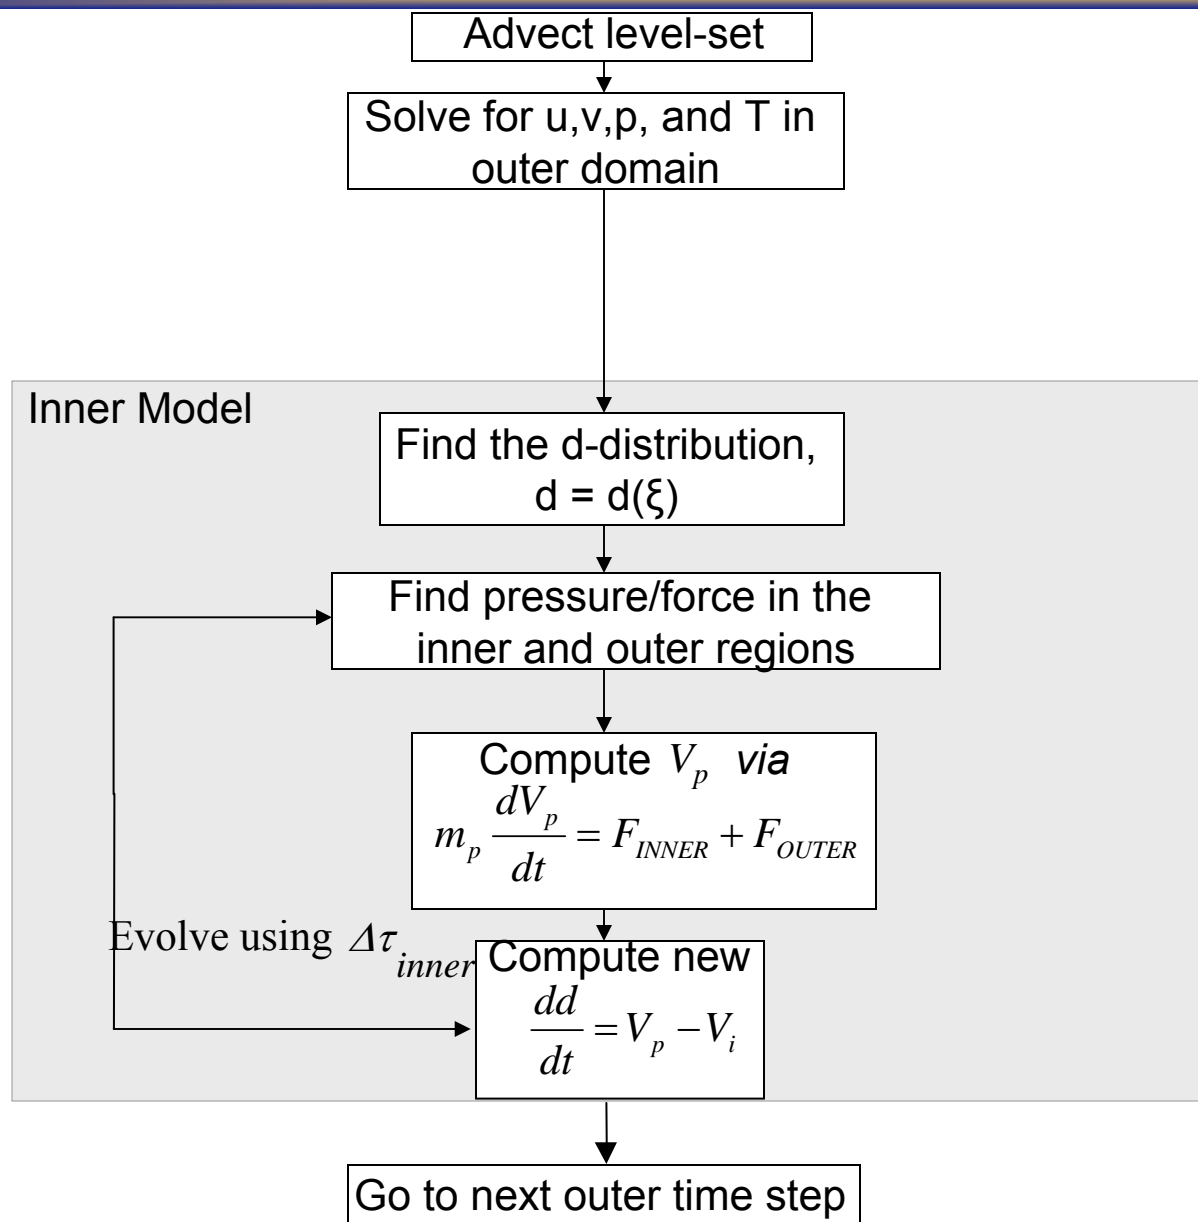 Advect level-set
Solve for u,v,p, and T in
outer domain
Inner Model
Find the d-distribution,
d = d(ξ)
Find pressure/force in the
inner and outer regions
Compute V_p via
m_p dV_p/dt = F_INNER + F_OUTER
Evolve using Δτ_inner
Compute new
dd/dt = V_p − V_i
Go to next outer time step